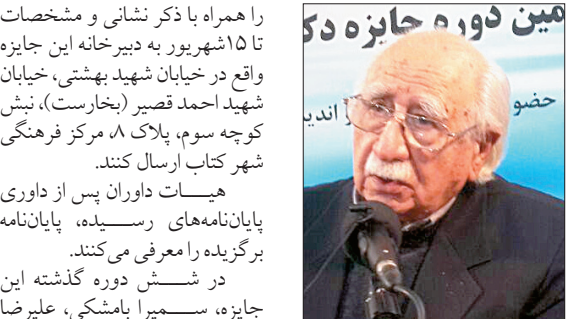 را همراه با ذکر نشانی و مشخصات
تا ۱۵شهریور به دبیرخانه این جایزه
واقع در خیابان شهید بهشتی، خیابان
شهید احمد قصیر (بخارست)، نبش
کوچه سوم، پلاک ۸، مرکز فرهنگی
شهر کتاب ارسال کنند.
هیـــات داوران پس از داوری
پایان‌نامه‌های رســـیده، پایان‌نامه
برگزیده را معرفی می‌کنند.
در شـــش دوره گذشته این
جایزه، ســـمیرا بامشکی، علیرضا
مین دوره جایزه دک
حضو
اندیـ